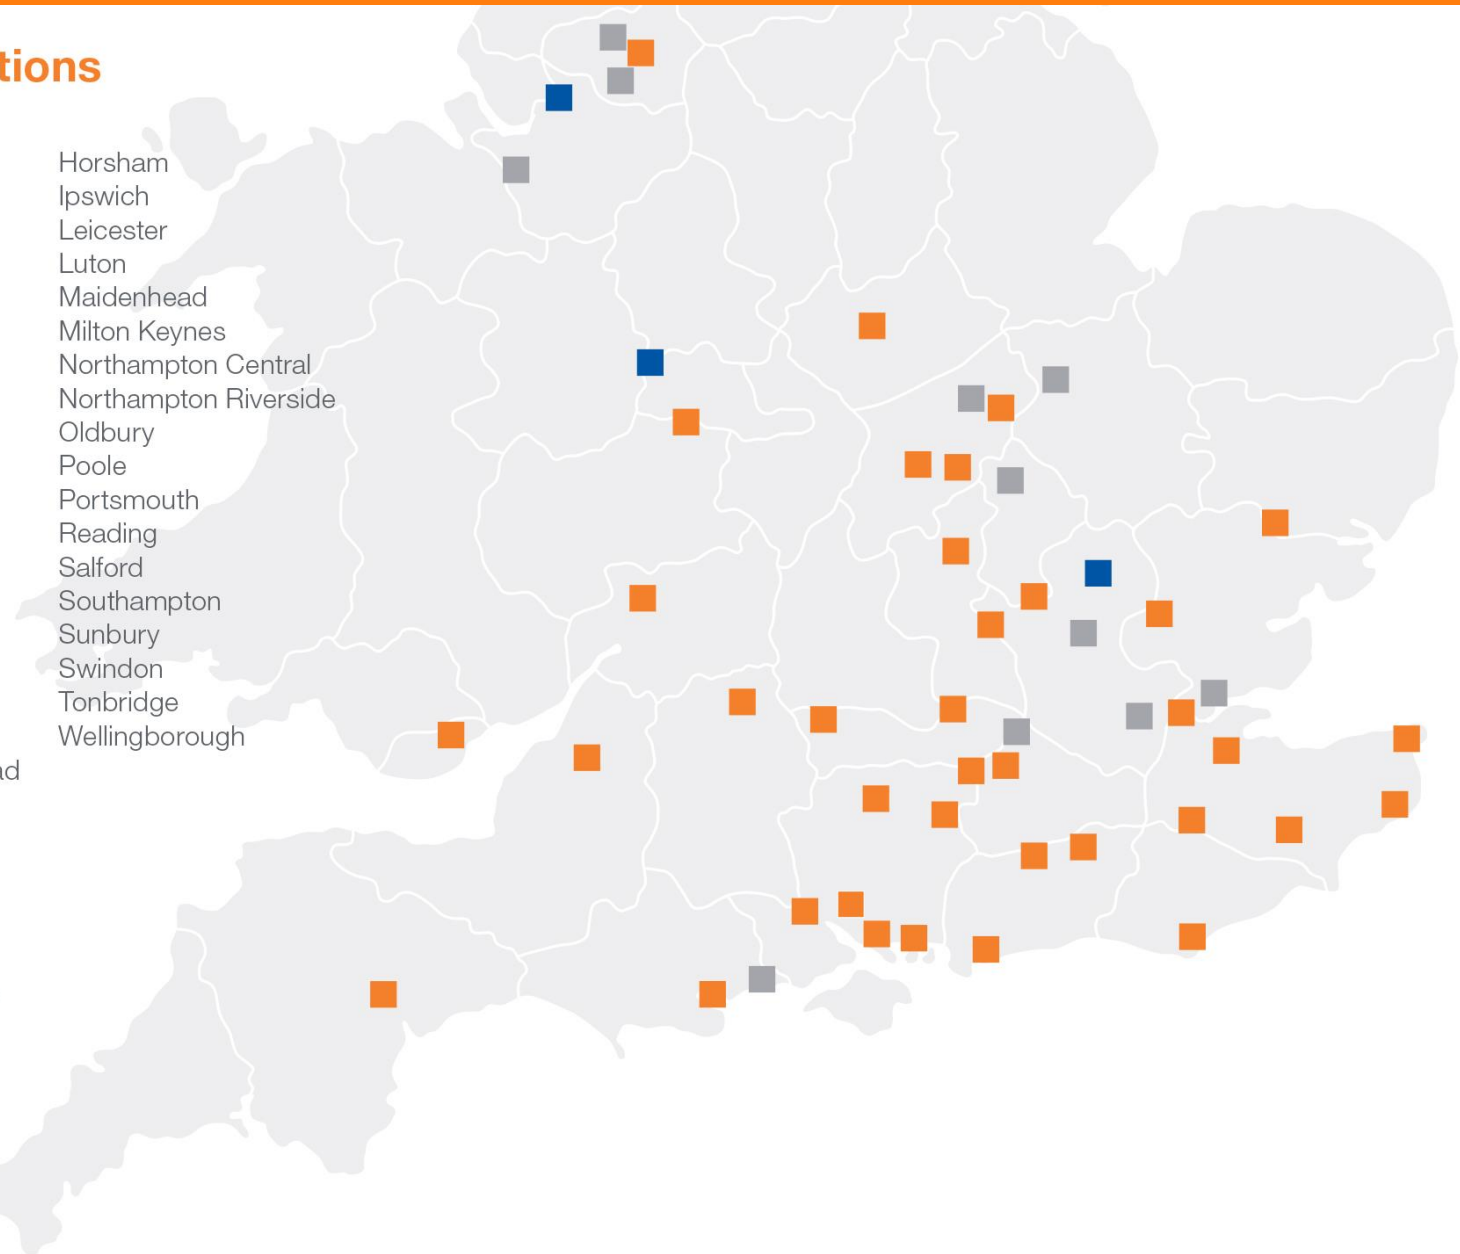 tions
Horsham
Ipswich
Leicester
Luton
Maidenhead
Milton Keynes
Northampton Central
Northampton Riverside
Oldbury
Poole
Portsmouth
Reading
Salford
Southampton
Sunbury
Swindon
Tonbridge
Wellingborough
ad